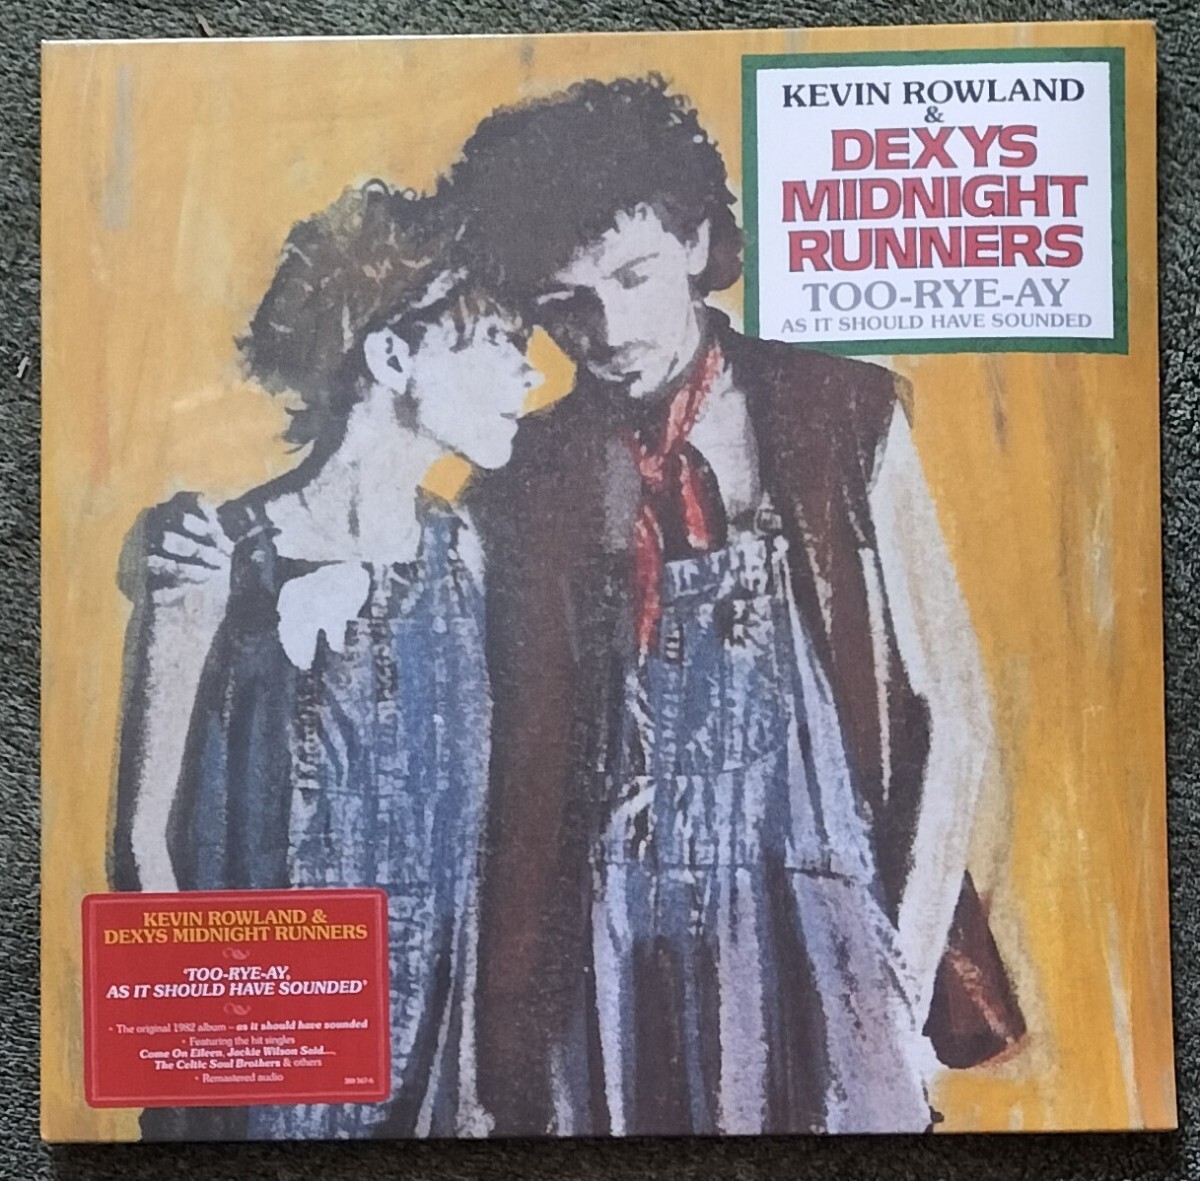 KEVIN ROWLAND
&
DEXYS
MIDNIGHT
RUNNERS
TOO-RYE-AY
AS IT SHOULD HAVE SOUNDED
KEVIN ROWLAND &
DEXYS MIDNIGHT RUNNERS
'TOO-RYE-AY,
AS IT SHOULD HAVE SOUNDED'
• The original 1982 album – as it should have sounded
• Featuring the hit singles
Come On Eileen, Jackie Wilson Said...,
The Celtic Soul Brothers & others
• Remastered audio